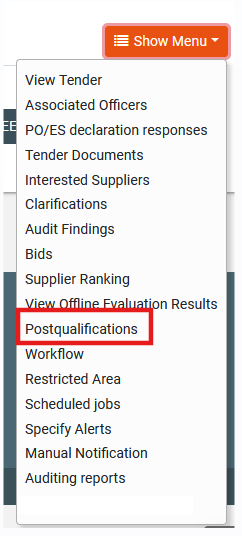 Show Menu
View Tender
Associated Officers
PO/ES declaration responses
Tender Documents
Interested Suppliers
Clarifications
Audit Findings
Bids
Supplier Ranking
View Offline Evaluation Results
Postqualifications
Workflow
Restricted Area
Scheduled jobs
Specify Alerts
Manual Notification
Auditing reports